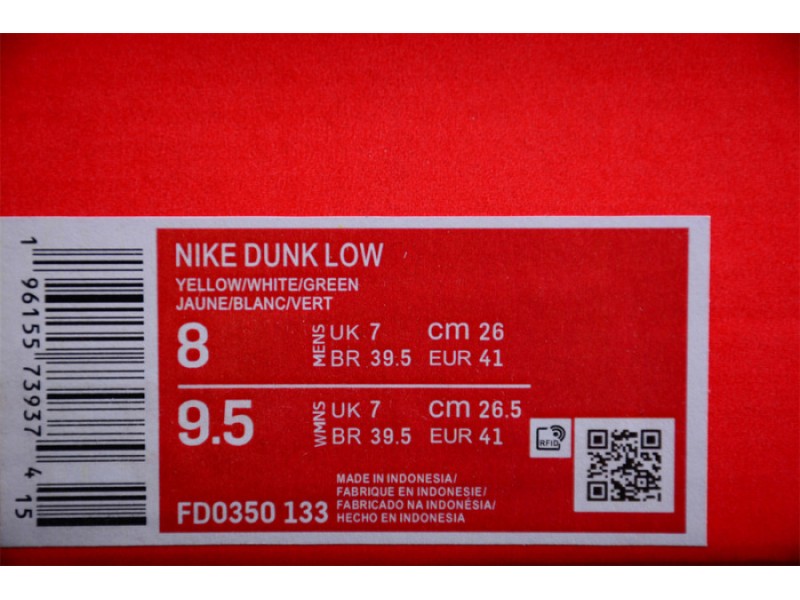 NIKE DUNK LOW
YELLOW/WHITE/GREEN
JAUNE/BLANC/VERT
8 MENS UK 7 cm 26
BR 39.5 EUR 41
9.5 WMNS UK 7 cm 26.5
BR 39.5 EUR 41
RFID
MADE IN INDONESIA/
FABRIQUE EN INDONESIE/
FABRICADO NA INDONÉSIA/
HECHO EN INDONESIA
FD0350 133
1 96155 73937 4 15